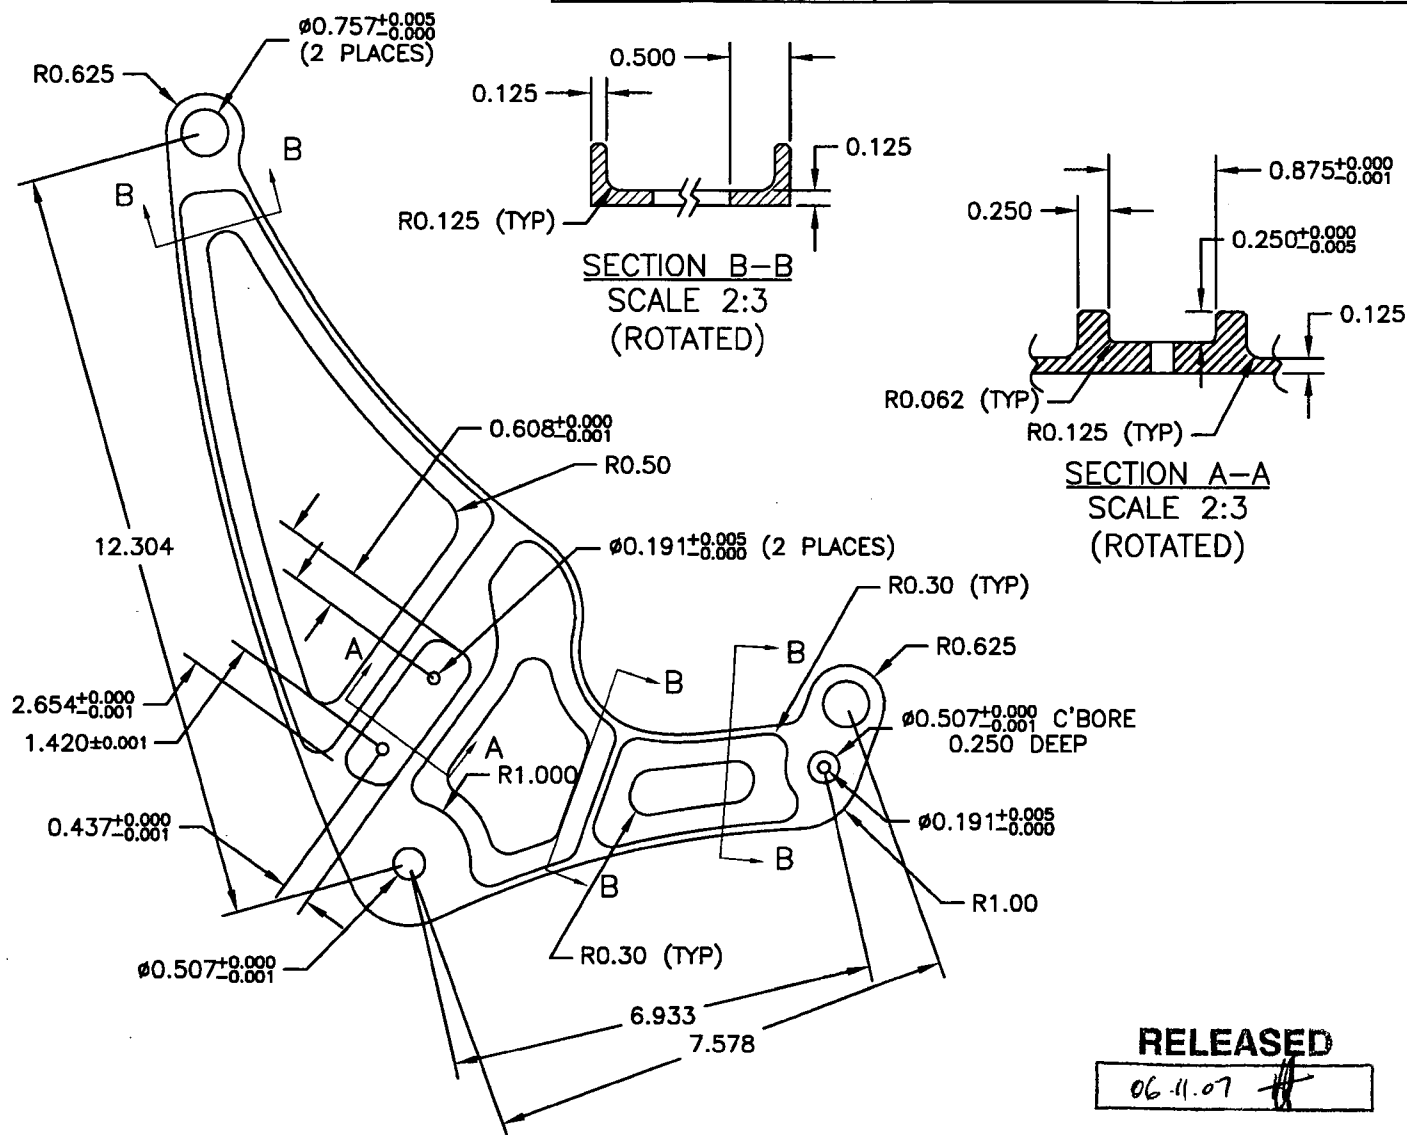 ø0.757+0.005 -0.000
(2 PLACES)
R0.625
0.500
0.125
0.125
R0.125 (TYP)
SECTION B-B
SCALE 2:3
(ROTATED)
0.875+0.000 -0.001
0.250
0.250+0.000 -0.005
0.125
R0.062 (TYP)
R0.125 (TYP)
SECTION A-A
SCALE 2:3
(ROTATED)
B
B
0.608+0.000 -0.001
R0.50
12.304
ø0.191+0.005 -0.000 (2 PLACES)
R0.30 (TYP)
A
B
B
R0.625
2.654+0.000 -0.001
1.420±0.001
A
R1.000
ø0.507+0.000 -0.001 C'BORE
0.250 DEEP
0.437+0.000 -0.001
ø0.191+0.005 -0.000
B
B
R1.00
ø0.507+0.000 -0.001
R0.30 (TYP)
6.933
7.578
RELEASED
06.11.07